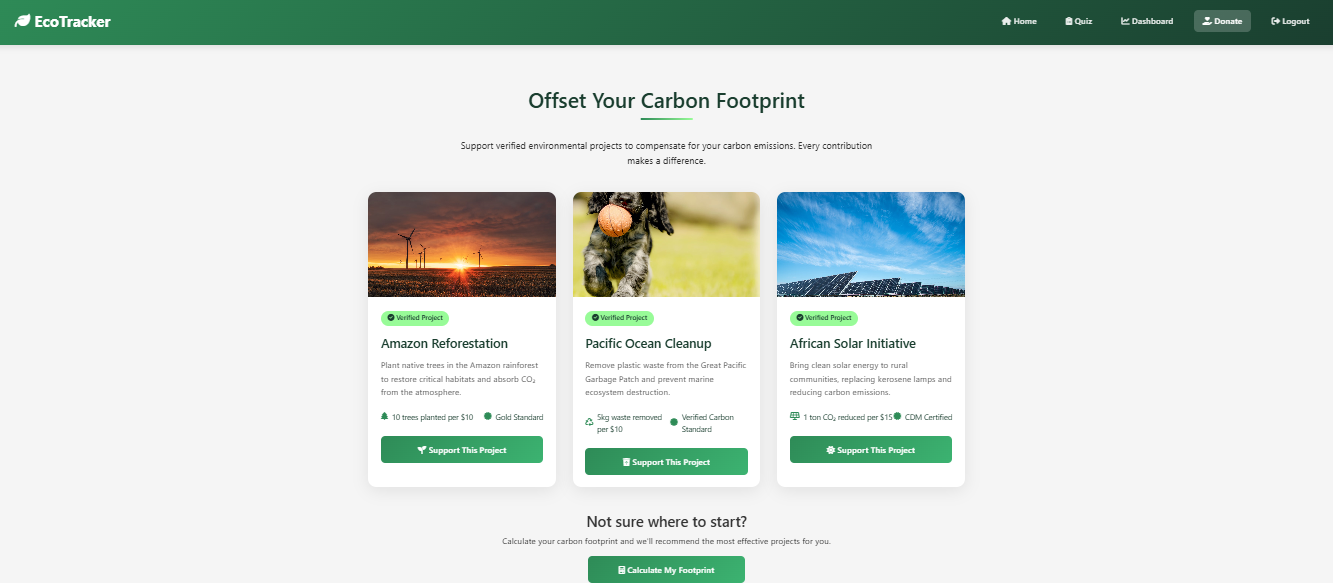 EcoTracker
Home
Quiz
Dashboard
Donate
Logout
Offset Your Carbon Footprint
Support verified environmental projects to compensate for your carbon emissions. Every contribution
makes a difference.
Verified Project
Amazon Reforestation
Plant native trees in the Amazon rainforest
to restore critical habitats and absorb CO₂
from the atmosphere.
10 trees planted per $10
Gold Standard
Support This Project
Verified Project
Pacific Ocean Cleanup
Remove plastic waste from the Great Pacific
Garbage Patch and prevent marine
ecosystem destruction.
5kg waste removed
per $10
Verified Carbon
Standard
Support This Project
Verified Project
African Solar Initiative
Bring clean solar energy to rural
communities, replacing kerosene lamps and
reducing carbon emissions.
1 ton CO₂ reduced per $15
CDM Certified
Support This Project
Not sure where to start?
Calculate your carbon footprint and we'll recommend the most effective projects for you.
Calculate My Footprint